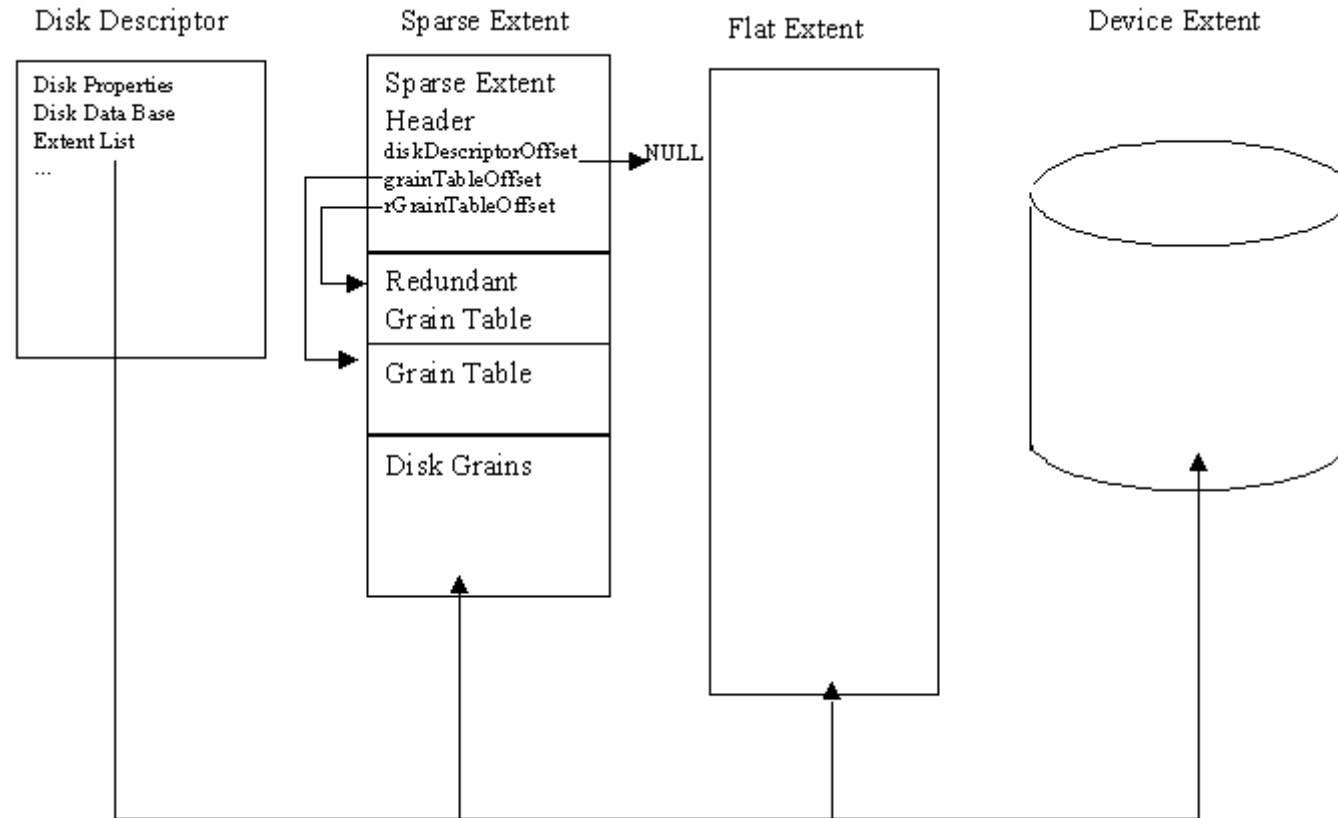 Disk Descriptor
Sparse Extent
Flat Extent
Device Extent
Disk Properties
Disk Data Base
Extent List
...
Sparse Extent
Header
diskDescriptorOffset
NULL
grainTableOffset
rGrainTableOffset
Redundant
Grain Table
Grain Table
Disk Grains